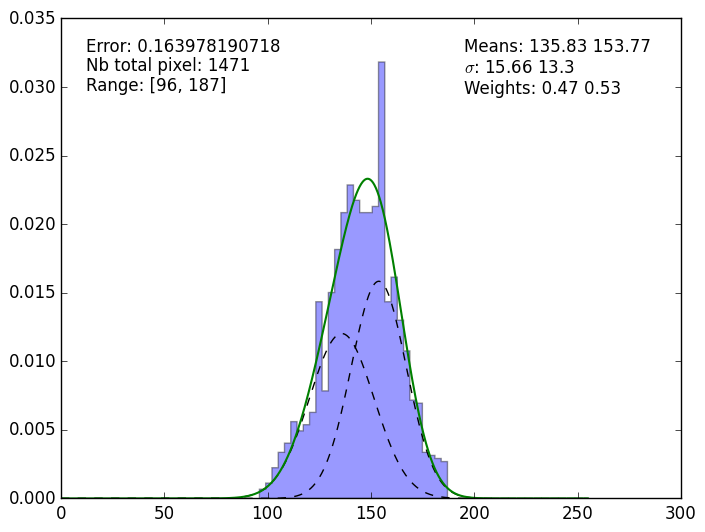 Error: 0.163978190718
Nb total pixel: 1471
Range: [96, 187]
Means: 135.83 153.77
σ: 15.66 13.3
Weights: 0.47 0.53
0.035
0.030
0.025
0.020
0.015
0.010
0.005
0.000
0 50 100 150 200 250 300